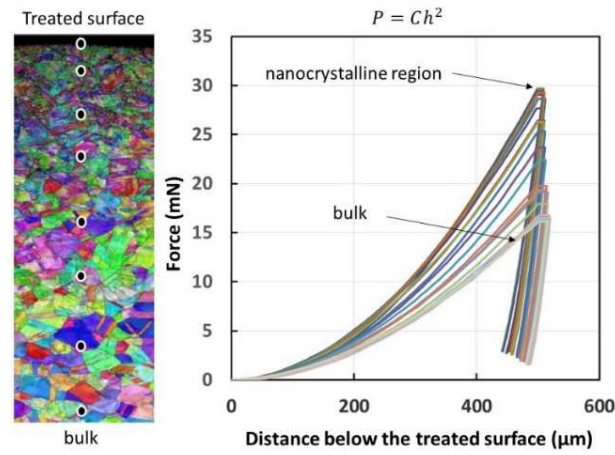 Treated surface
bulk
P = Ch²
nanocrystalline region
bulk
Force (mN)
35
30
25
20
15
10
5
0
0 200 400 600
Distance below the treated surface (μm)